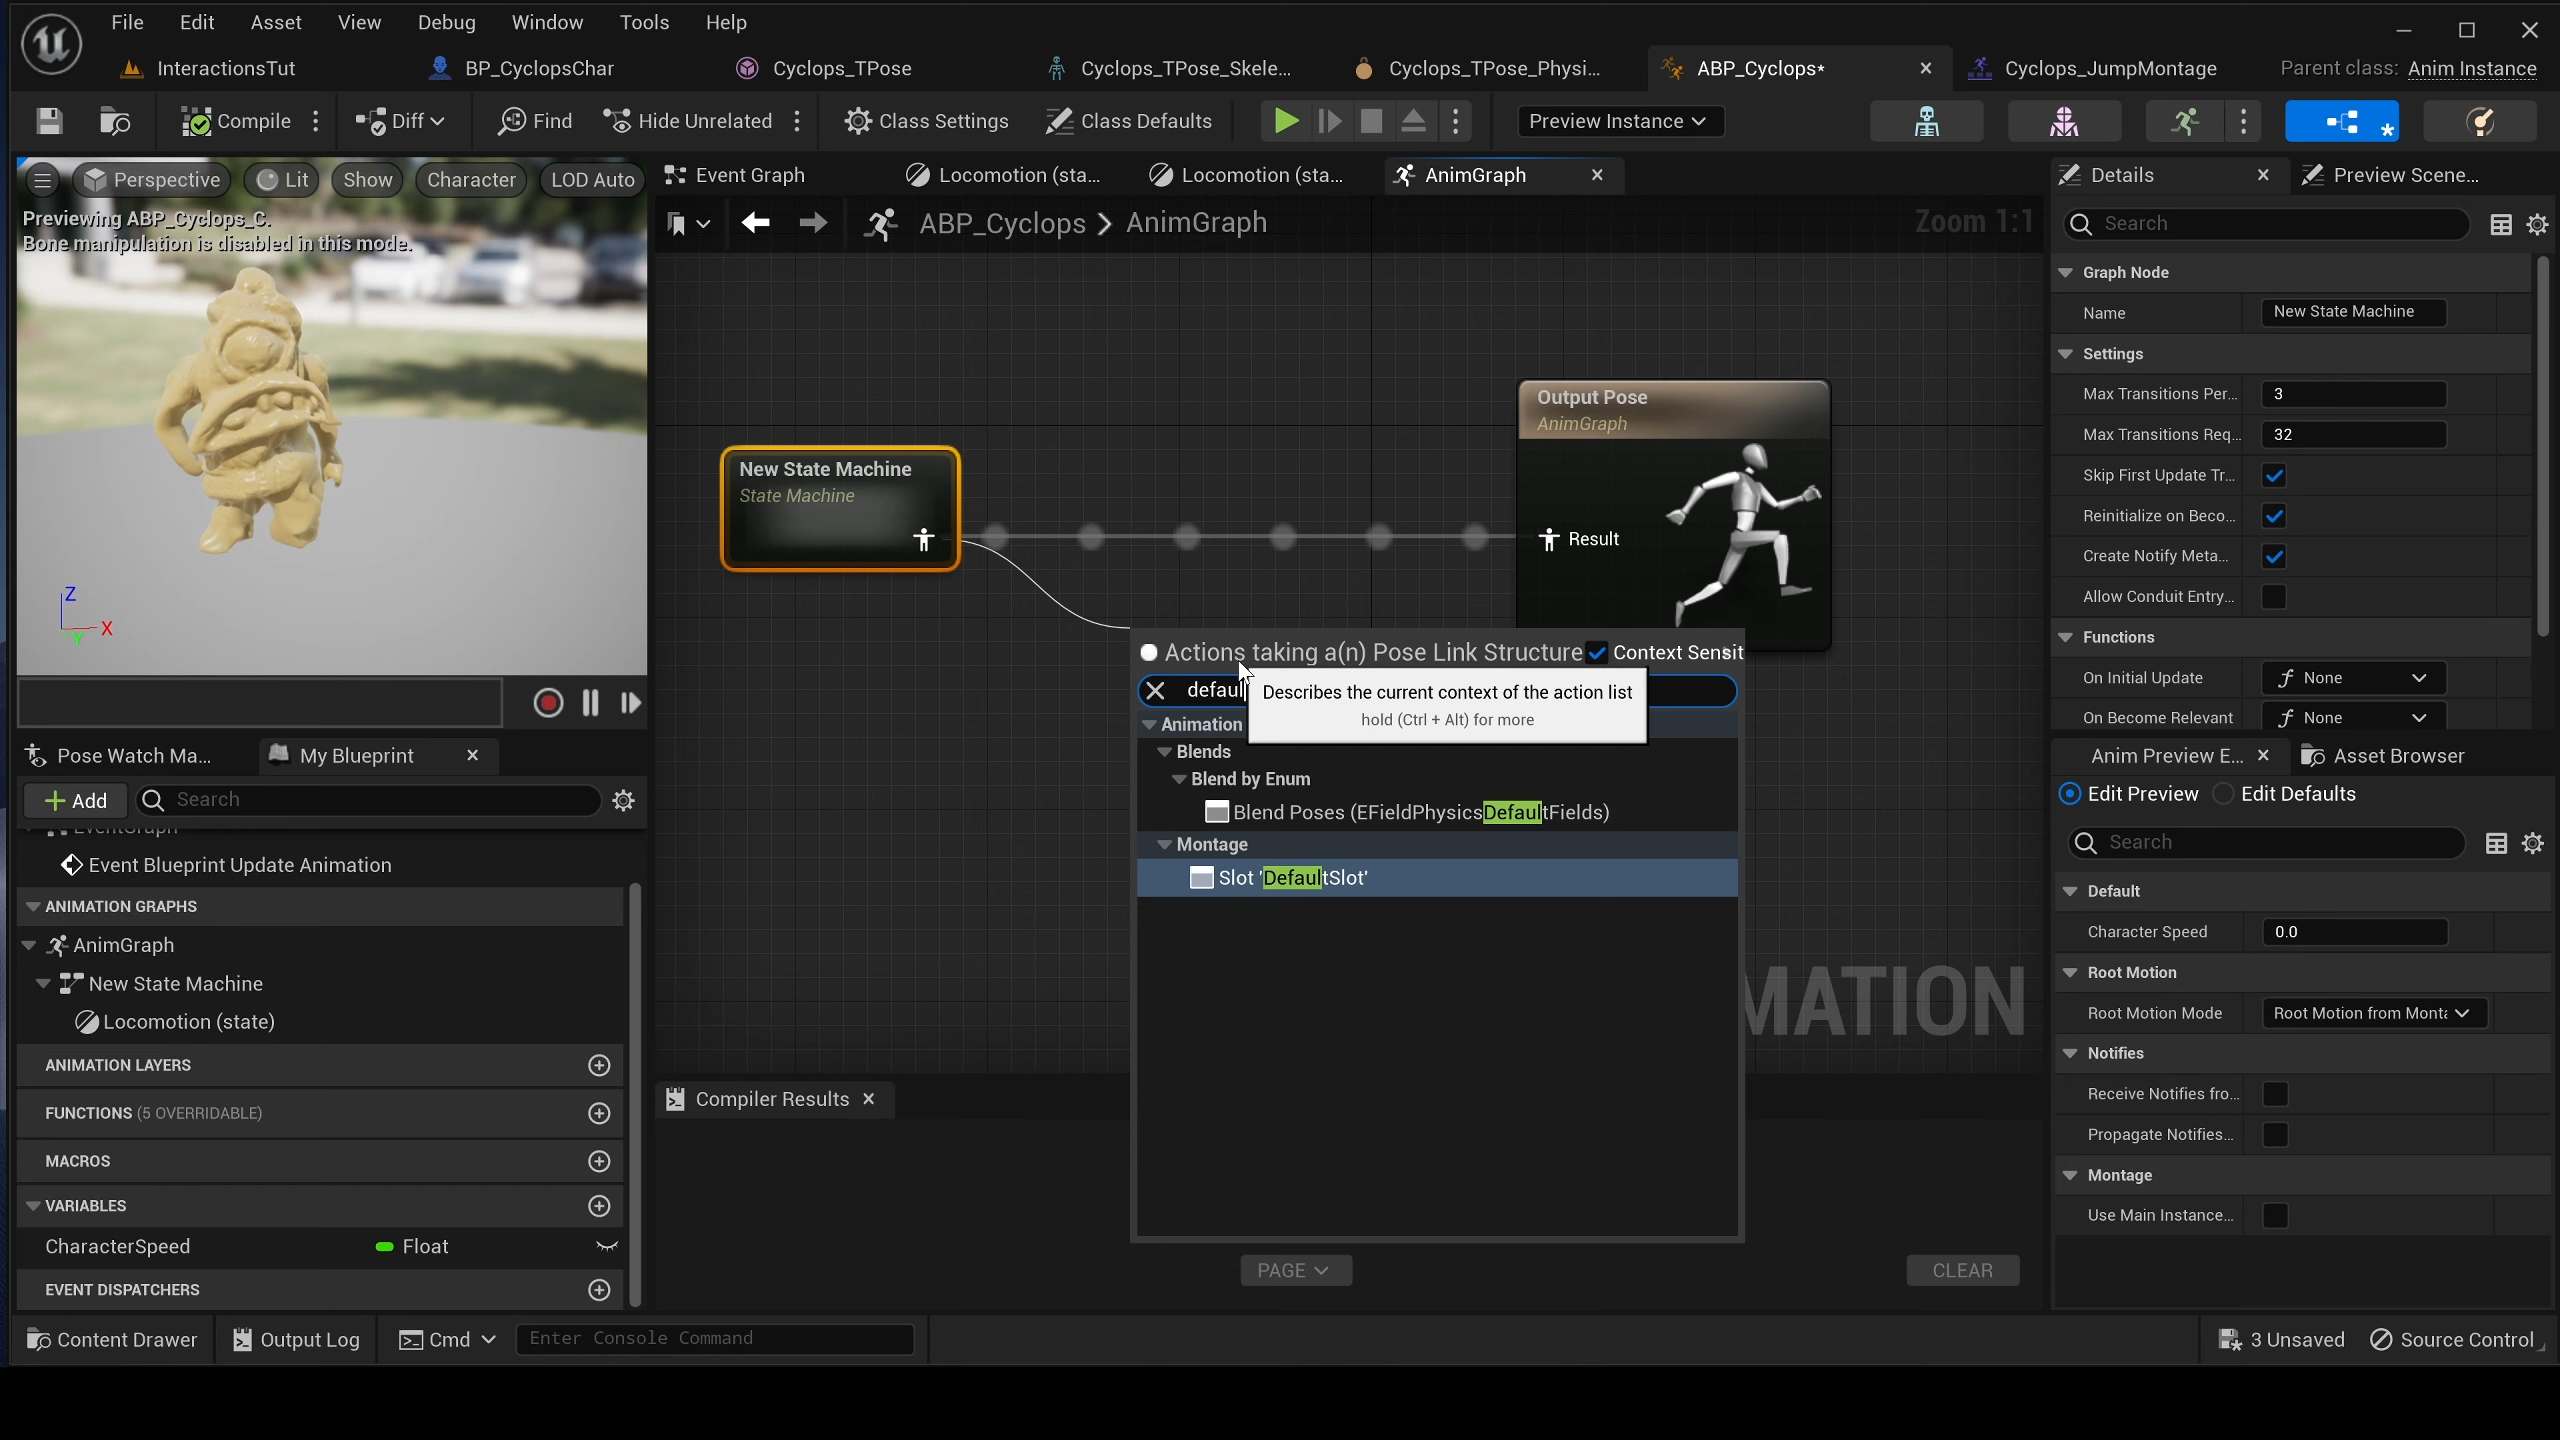 File Edit Asset View Debug Window Tools Help
InteractionsTut BP_CyclopsChar Cyclops_TPose Cyclops_TPose_Skele... Cyclops_TPose_Physi... ABP_Cyclops* Cyclops_JumpMontage Parent class: Anim Instance
Compile Diff Find Hide Unrelated Class Settings Class Defaults Preview Instance
Perspective Lit Show Character LOD Auto
Previewing ABP_Cyclops_C.
Bone manipulation is disabled in this mode.
Z
X
Y
Event Graph Locomotion (sta... Locomotion (sta... AnimGraph
ABP_Cyclops > AnimGraph Zoom 1:1
New State Machine
State Machine
Output Pose
AnimGraph
Result
Actions taking a(n) Pose Link Structure Context Sensit
defaul
Describes the current context of the action list
hold (Ctrl + Alt) for more
Animation
Blends
Blend by Enum
Blend Poses (EFieldPhysicsDefaultFields)
Montage
Slot 'DefaultSlot'
MATION
Pose Watch Ma... My Blueprint
Add Search
EventGraph
Event Blueprint Update Animation
ANIMATION GRAPHS
AnimGraph
New State Machine
Locomotion (state)
ANIMATION LAYERS
FUNCTIONS (5 OVERRIDABLE)
MACROS
VARIABLES
CharacterSpeed Float
EVENT DISPATCHERS
Compiler Results
PAGE CLEAR
Details Preview Scene...
Search
Graph Node
Name New State Machine
Settings
Max Transitions Per... 3
Max Transitions Req... 32
Skip First Update Tr...
Reinitialize on Beco...
Create Notify Meta...
Allow Conduit Entry...
Functions
On Initial Update None
On Become Relevant None
Anim Preview E... Asset Browser
Edit Preview Edit Defaults
Search
Default
Character Speed 0.0
Root Motion
Root Motion Mode Root Motion from Monta
Notifies
Receive Notifies fro...
Propagate Notifies...
Montage
Use Main Instance...
Content Drawer Output Log Cmd Enter Console Command 3 Unsaved Source Control